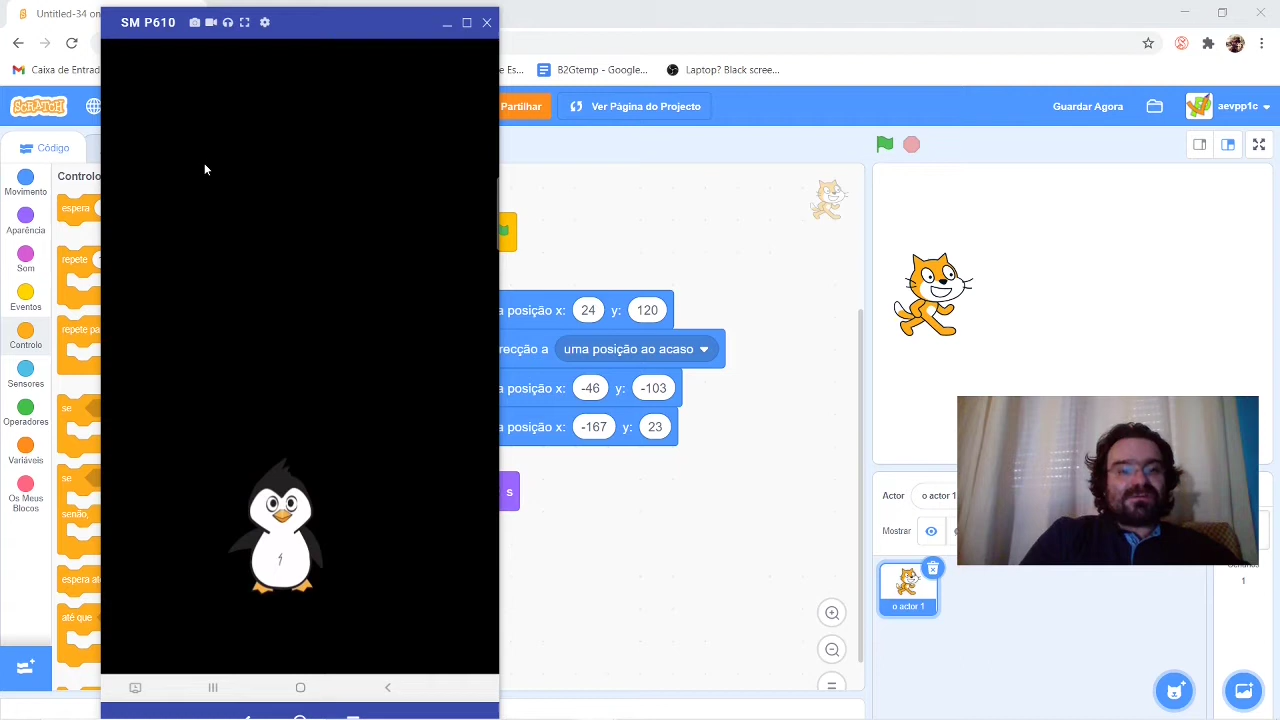 Untitled-34 on
SM P610
Caixa de Entrad
e Es...
B2Gtemp - Google...
Laptop? Black scree...
SCRATCH
Partilhar
Ver Página do Projecto
Guardar Agora
aevpp1c
Código
Movimento
Aparência
Som
Eventos
Controlo
Sensores
Operadores
Variáveis
Os Meus
Blocos
Controlo
espera
repete
repete pa
se
se
senão,
espera até
até que
a posição x: 24 y: 120
recção a uma posição ao acaso
a posição x: -46 y: -103
a posição x: -167 y: 23
s
Actor
o actor 1
Mostrar
o actor 1
1